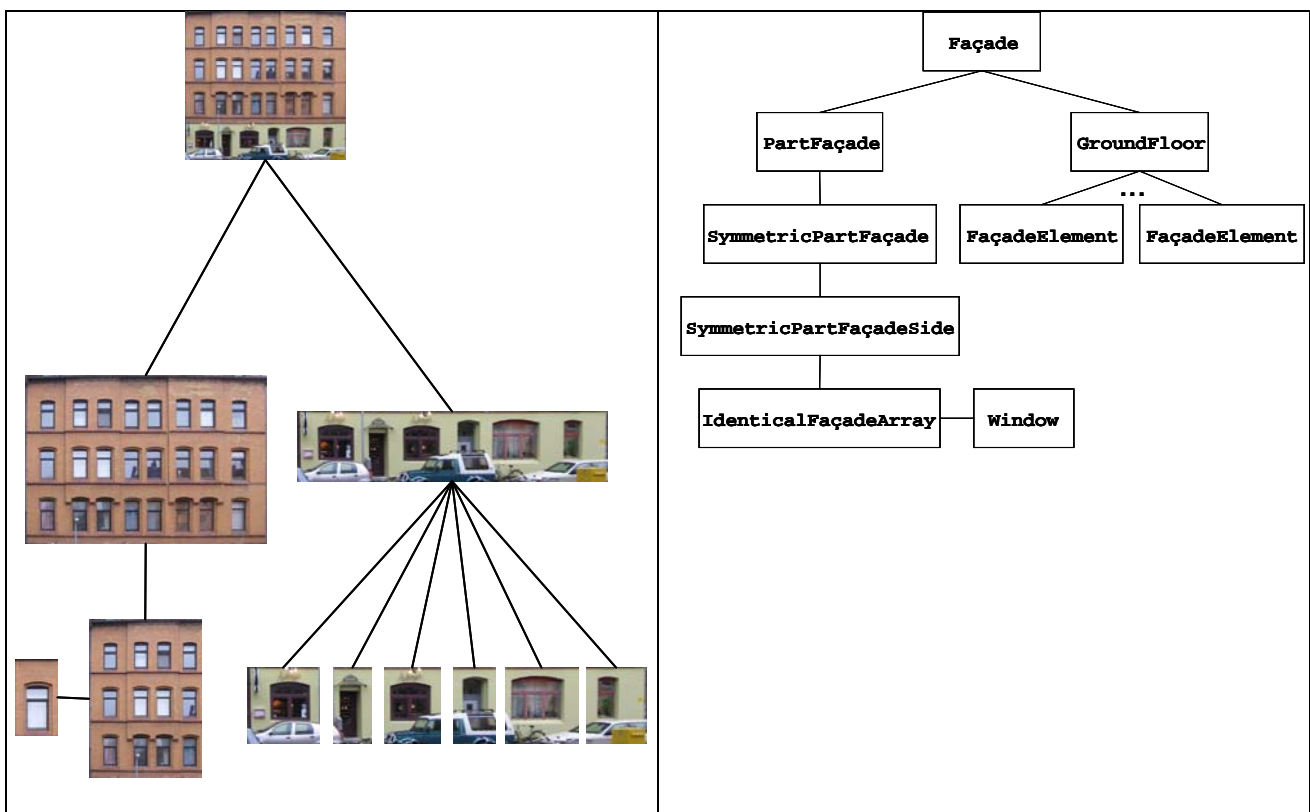 Façade
PartFaçade
GroundFloor
...
SymmetricPartFaçade
FaçadeElement
FaçadeElement
SymmetricPartFaçadeSide
IdenticalFaçadeArray
Window